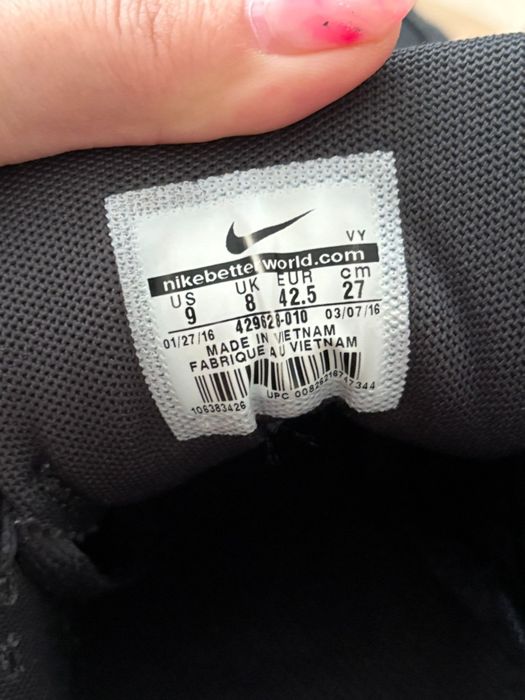 VY
nikebetterworld.com
US UK EUR cm
9 8 42.5 27
01/27/16 429628-010 03/07/16
MADE IN VIETNAM
FABRIQUE AU VIETNAM
106383426
UPC